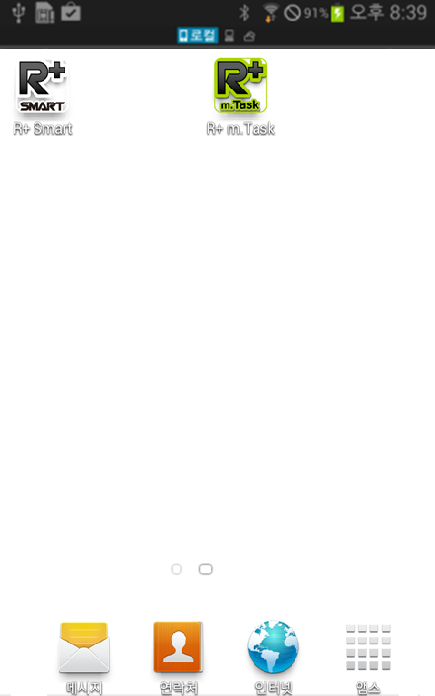 91% 오후 8:39
로컬
R+ R+
SMART m.Task
R+ Smart R+ m.Task
메시지 연락처 인터넷 앱스